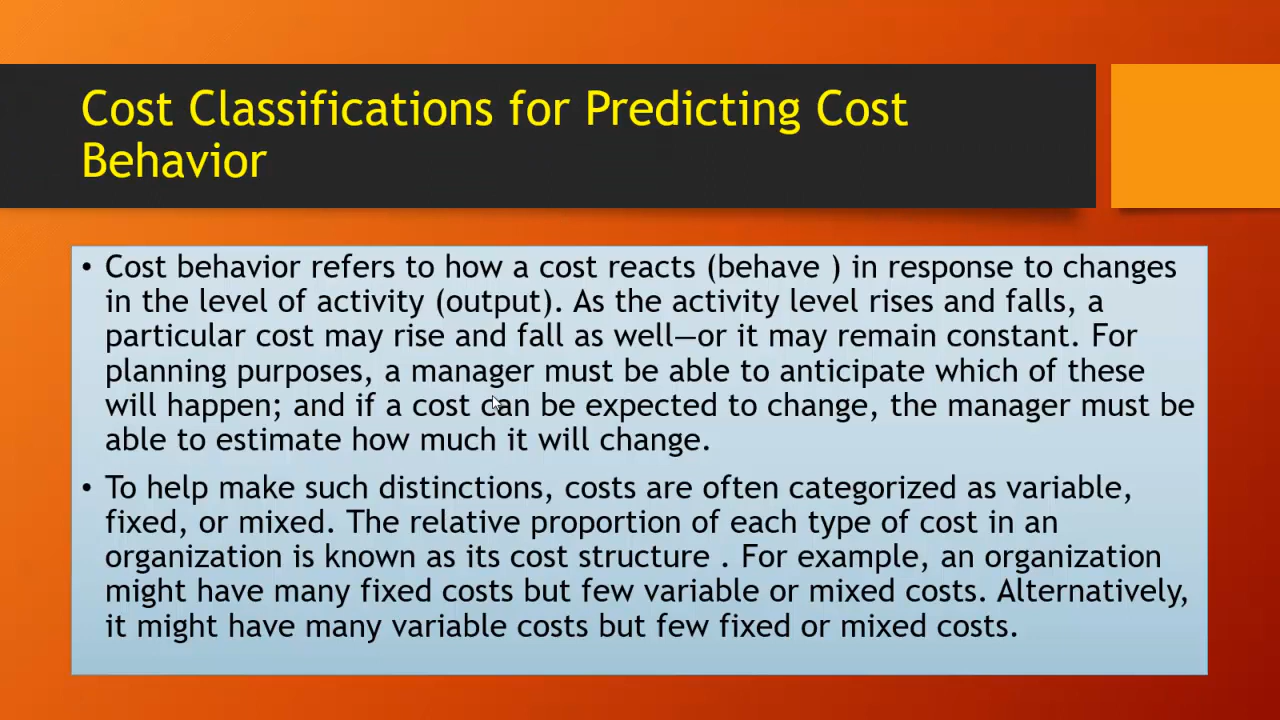 Cost Classifications for Predicting Cost
Behavior
• Cost behavior refers to how a cost reacts (behave ) in response to changes
in the level of activity (output). As the activity level rises and falls, a
particular cost may rise and fall as well—or it may remain constant. For
planning purposes, a manager must be able to anticipate which of these
will happen; and if a cost can be expected to change, the manager must be
able to estimate how much it will change.
• To help make such distinctions, costs are often categorized as variable,
fixed, or mixed. The relative proportion of each type of cost in an
organization is known as its cost structure . For example, an organization
might have many fixed costs but few variable or mixed costs. Alternatively,
it might have many variable costs but few fixed or mixed costs.